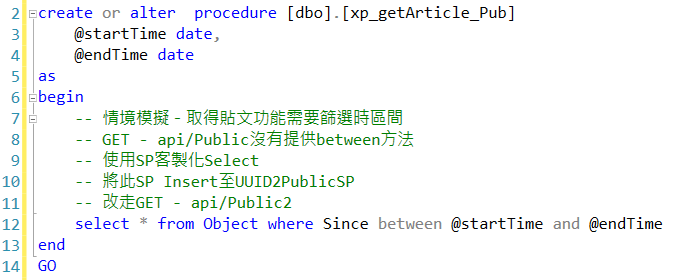 2 create or alter  procedure [dbo].[xp_getArticle_Pub]
3     @startTime date,
4     @endTime date
5 as
6 begin
7     -- 情境模擬 - 取得貼文功能需要篩選時區間
8     -- GET - api/Public沒有提供between方法
9     -- 使用SP客製化Select
10     -- 將此SP Insert至UUID2PublicSP
11     -- 改走GET - api/Public2
12     select * from Object where Since between @startTime and @endTime
13 end
14 GO